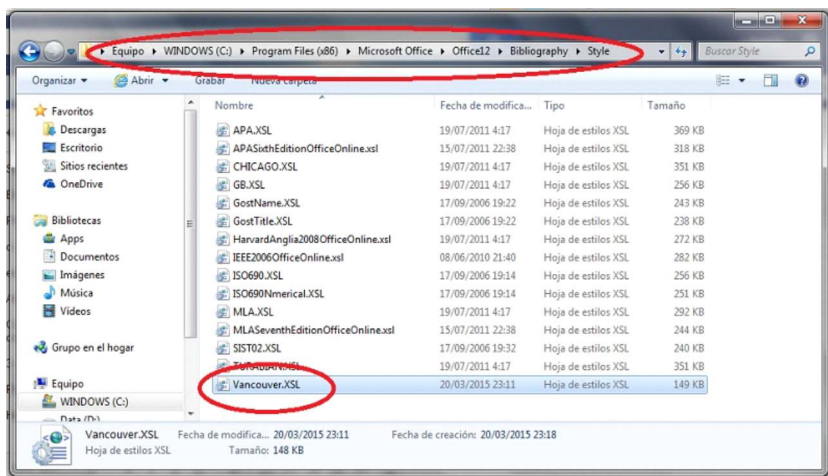 Equipo ▸ WINDOWS (C:) ▸ Program Files (x86) ▸ Microsoft Office ▸ Office12 ▸ Bibliography ▸ Style Buscar Style
Organizar Abrir Grabar Nueva carpeta
Favoritos
Descargas
Escritorio
Sitios recientes
OneDrive
Bibliotecas
Apps
Documentos
Imágenes
Música
Vídeos
Grupo en el hogar
Equipo
WINDOWS (C:)
Data (D:)
Nombre Fecha de modifica... Tipo Tamaño
APA.XSL 19/07/2011 4:17 Hoja de estilos XSL 369 KB
APASixthEditionOfficeOnline.xsl 15/07/2011 22:38 Hoja de estilos XSL 318 KB
CHICAGO.XSL 19/07/2011 4:17 Hoja de estilos XSL 351 KB
GB.XSL 19/07/2011 4:17 Hoja de estilos XSL 256 KB
GostName.XSL 17/09/2006 19:22 Hoja de estilos XSL 243 KB
GostTitle.XSL 17/09/2006 19:22 Hoja de estilos XSL 238 KB
HarvardAnglia2008OfficeOnline.xsl 19/07/2011 4:17 Hoja de estilos XSL 272 KB
IEEE2006OfficeOnline.xsl 08/06/2010 21:40 Hoja de estilos XSL 282 KB
ISO690.XSL 17/09/2006 19:14 Hoja de estilos XSL 256 KB
ISO690Nmerical.XSL 17/09/2006 19:14 Hoja de estilos XSL 251 KB
MLA.XSL 19/07/2011 4:17 Hoja de estilos XSL 292 KB
MLASeventhEditionOfficeOnline.xsl 15/07/2011 22:38 Hoja de estilos XSL 244 KB
SIST02.XSL 17/09/2006 19:32 Hoja de estilos XSL 240 KB
TURABIAN.XSL 19/07/2011 4:17 Hoja de estilos XSL 351 KB
Vancouver.XSL 20/03/2015 23:11 Hoja de estilos XSL 149 KB
Vancouver.XSL Fecha de modifica... 20/03/2015 23:11 Fecha de creación: 20/03/2015 23:18
Hoja de estilos XSL Tamaño: 148 KB